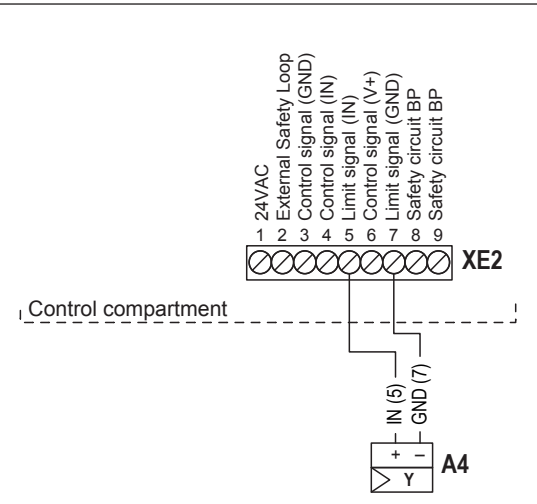 24VAC
External Safety Loop
Control signal (GND)
Control signal (IN)
Limit signal (IN)
Control signal (V+)
Limit signal (GND)
Safety circuit BP
Safety circuit BP
1 2 3 4 5 6 7 8 9
XE2
Control compartment
IN (5)
GND (7)
+ –
Y
A4